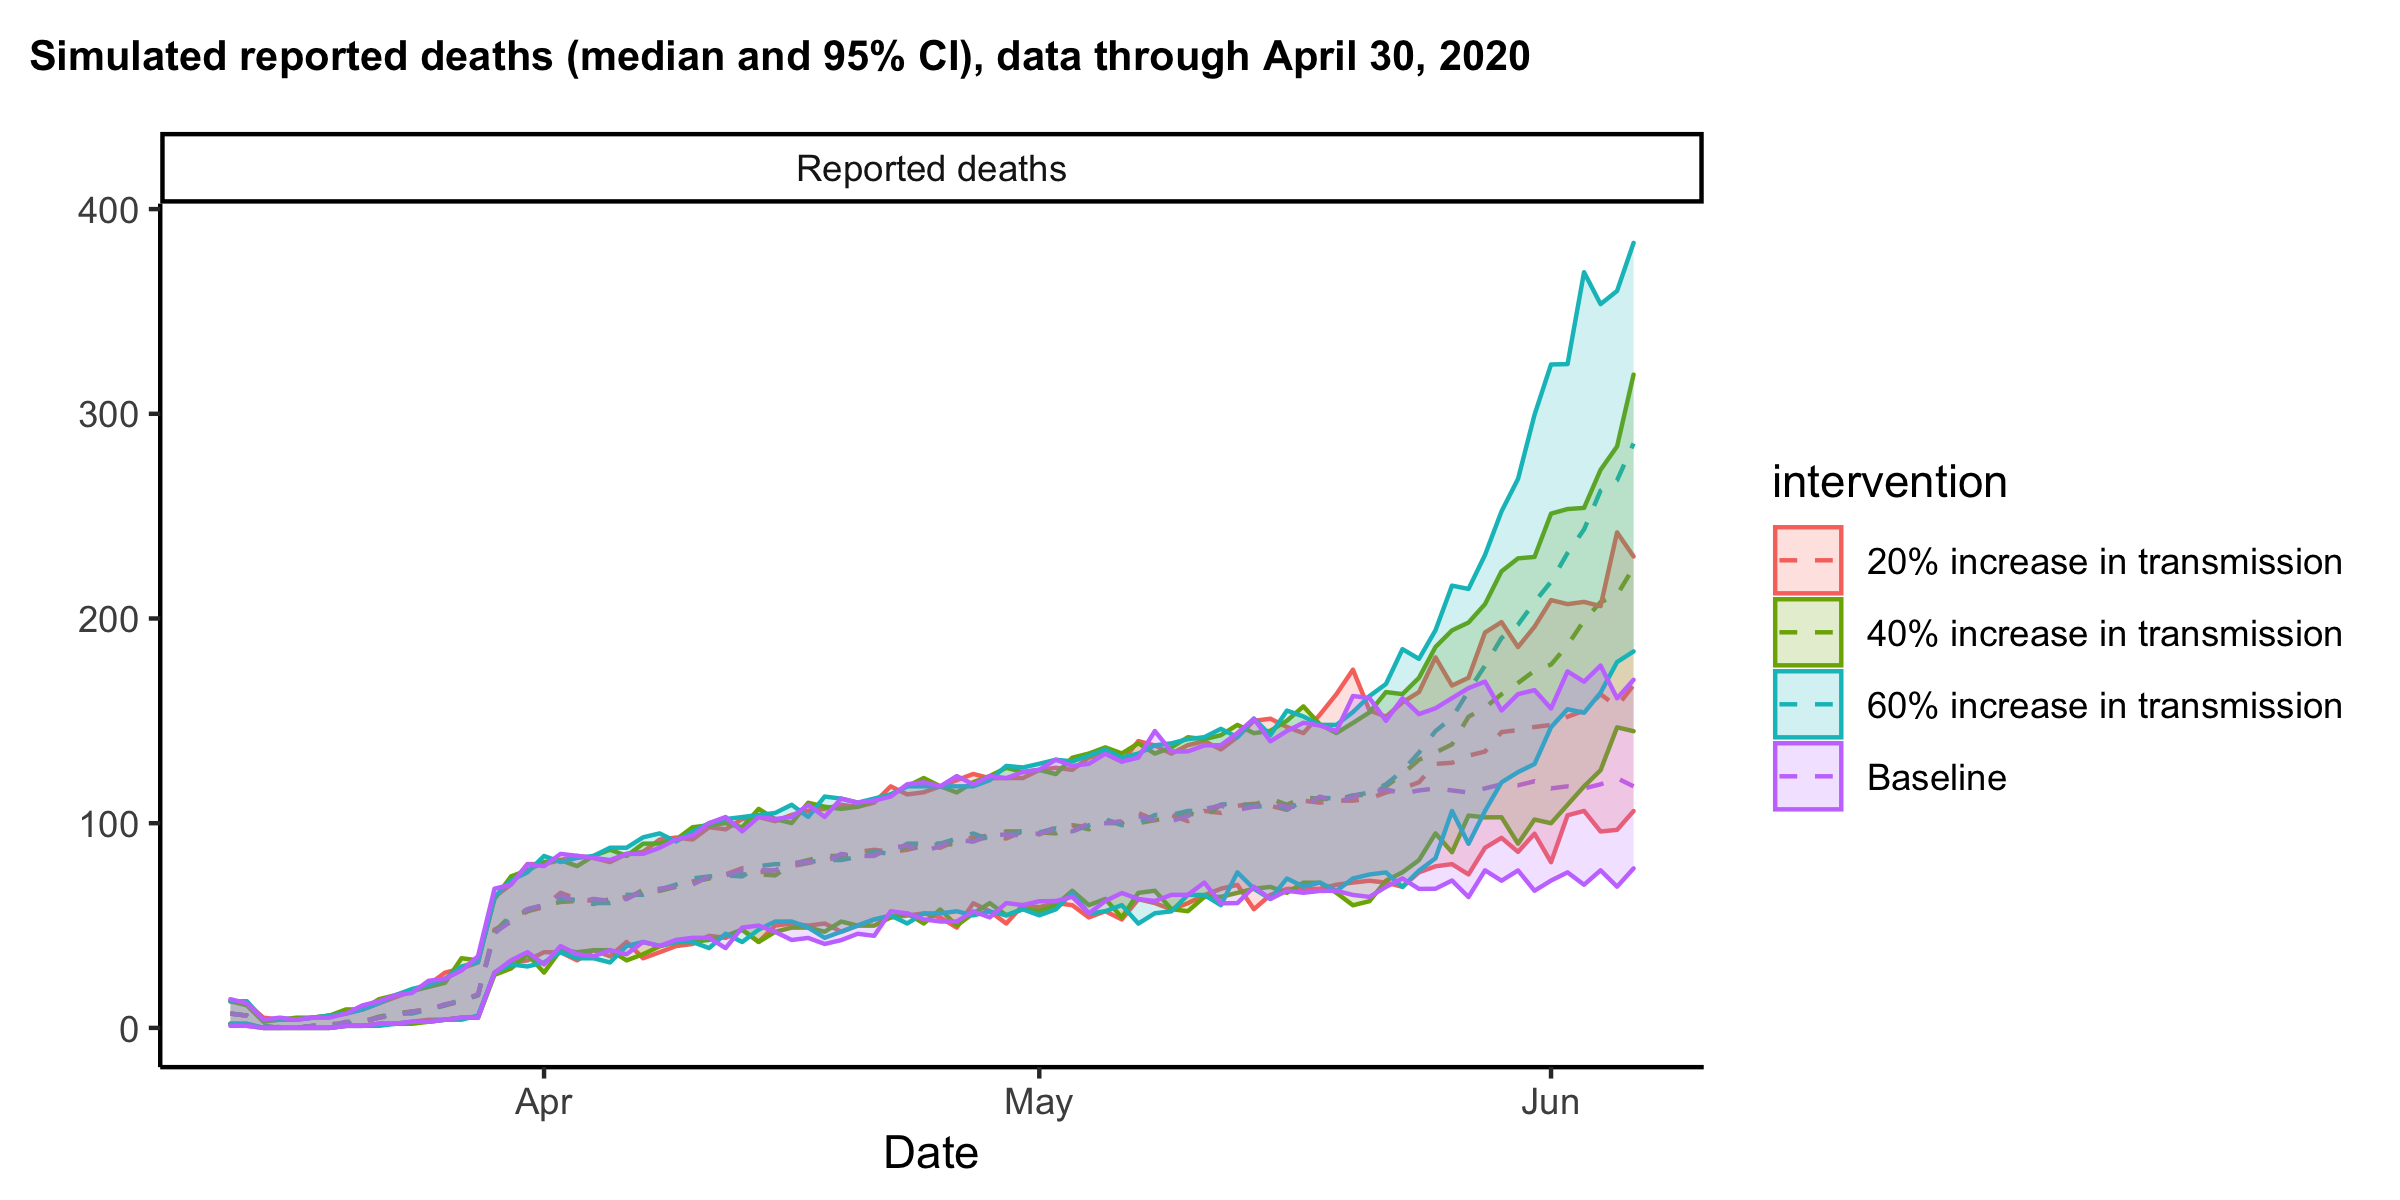 Simulated reported deaths (median and 95% CI), data through April 30, 2020
Reported deaths
400
300
200
100
0
Apr
May
Jun
Date
intervention
20% increase in transmission
40% increase in transmission
60% increase in transmission
Baseline